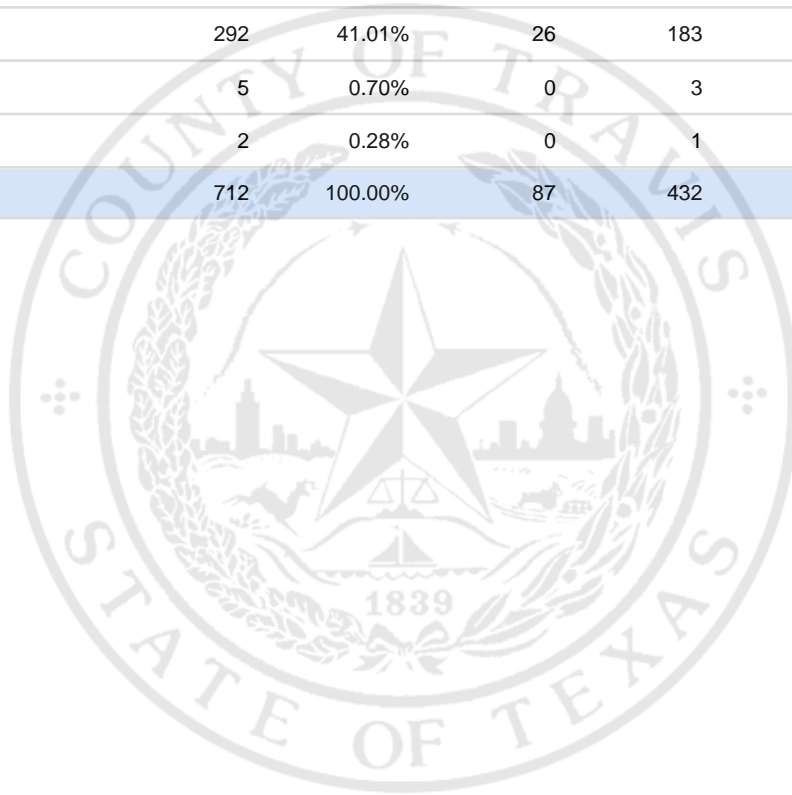 292 41.01% 26 183
5 0.70% 0 3
2 0.28% 0 1
712 100.00% 87 432
COUNTY OF TRAVIS
1839
STATE OF TEXAS